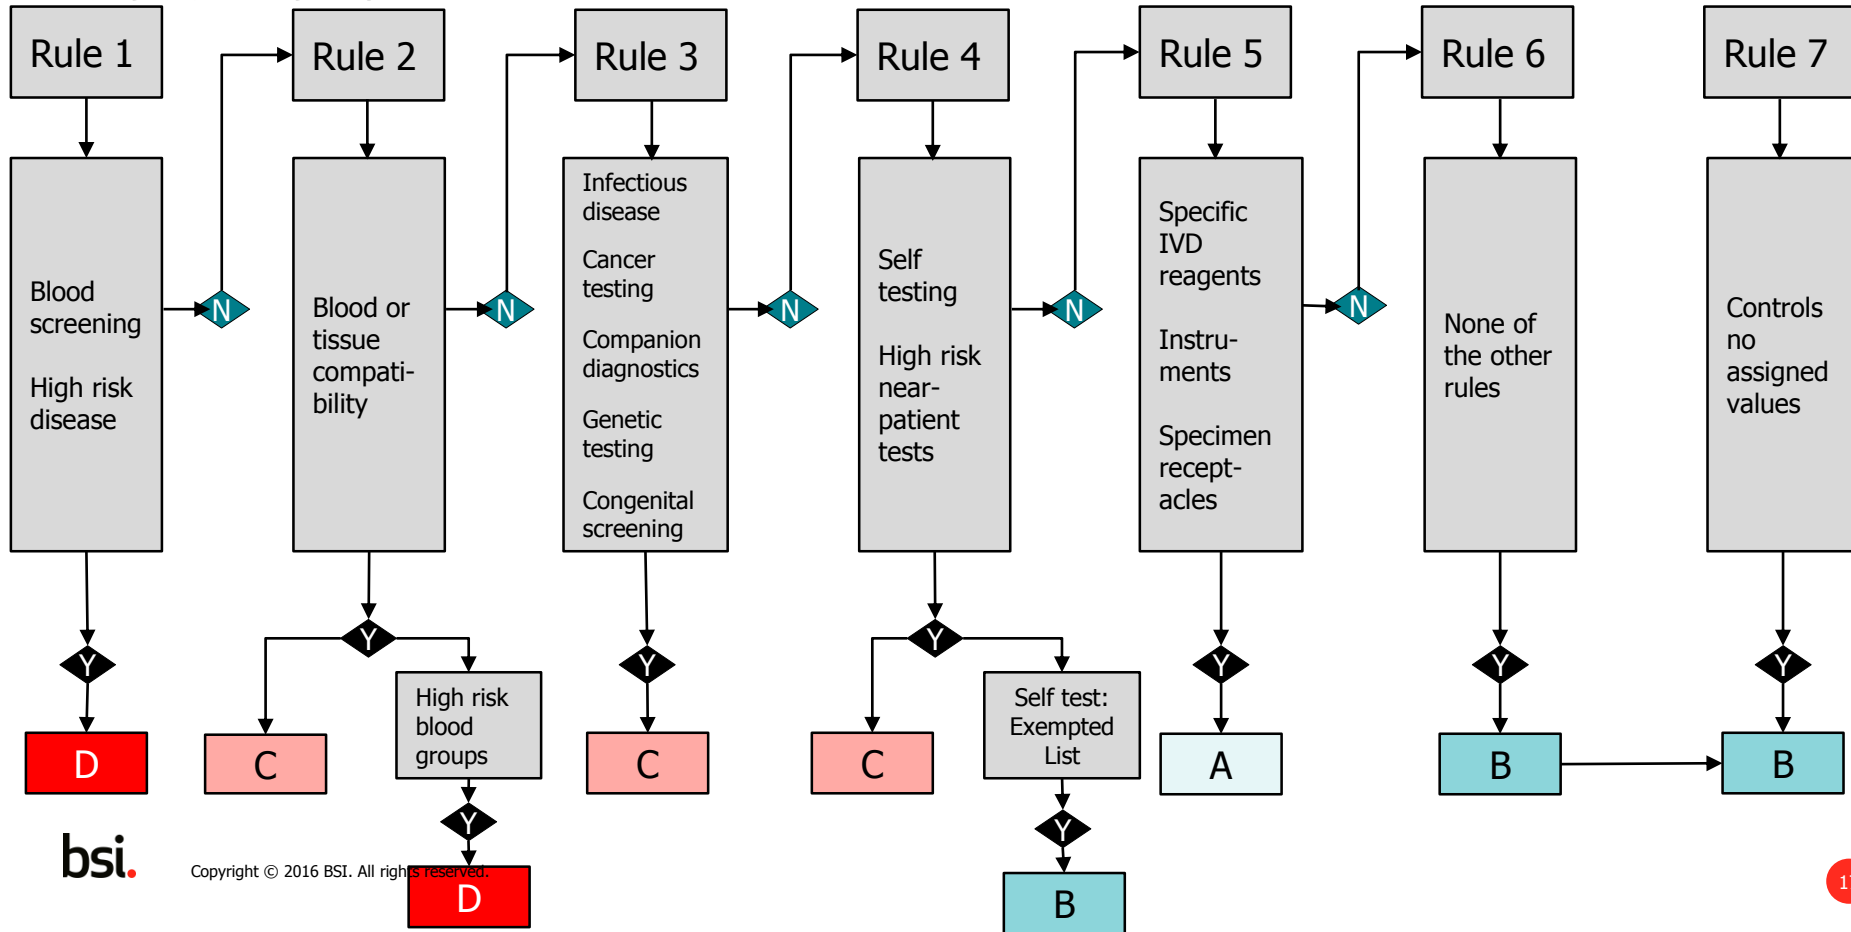 Rule 1
Rule 2
Rule 3
Rule 4
Rule 5
Rule 6
Rule 7
Blood
screening
High risk
disease
N
Blood or
tissue
compati-
bility
N
Infectious
disease
Cancer
testing
Companion
diagnostics
Genetic
testing
Congenital
screening
N
Self
testing
High risk
near-
patient
tests
N
Specific
IVD
reagents
Instru-
ments
Specimen
recept-
acles
N
None of
the other
rules
Controls
no
assigned
values
Y
Y
Y
Y
Y
Y
Y
D
C
High risk
blood
groups
C
C
Self test:
Exempted
List
A
B
B
Y
Y
D
B
bsi.
Copyright © 2016 BSI. All rights reserved.